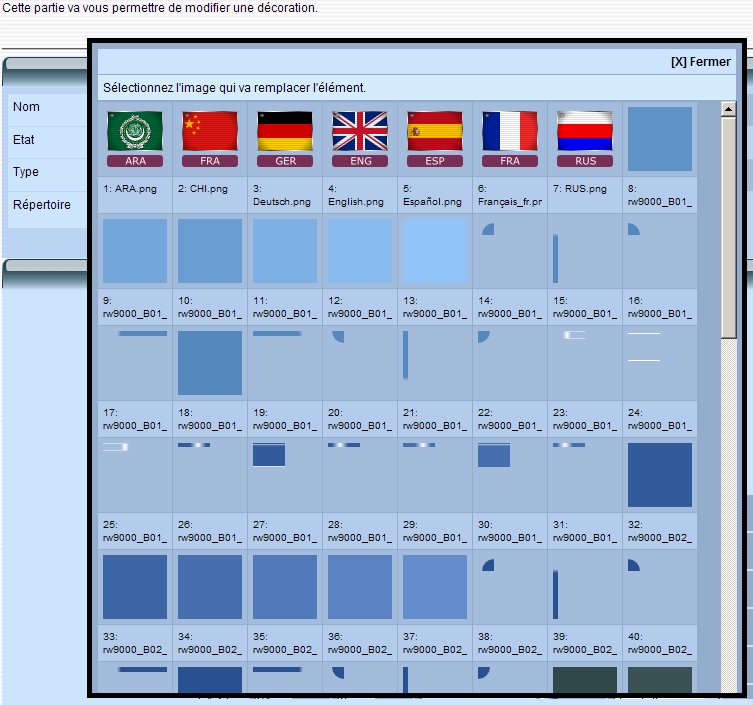 Cette partie va vous permettre de modifier une décoration.
[X] Fermer
Sélectionnez l'image qui va remplacer l'élément.
Nom
Etat
Type
Répertoire
ARA FRA GER ENG ESP FRA RUS
1: ARA.png 2: CHI.png 3: 4: 5: 6: 7: RUS.png 8:
Deutsch.png English.png Español.png Français_fr.pr rw9000_B01_
9: 10: 11: 12: 13: 14: 15: 16:
rw9000_B01_ rw9000_B01_ rw9000_B01_ rw9000_B01_ rw9000_B01_ rw9000_B01_ rw9000_B01_ rw9000_B01_
17: 18: 19: 20: 21: 22: 23: 24:
rw9000_B01_ rw9000_B01_ rw9000_B01_ rw9000_B01_ rw9000_B01_ rw9000_B01_ rw9000_B01_ rw9000_B01_
25: 26: 27: 28: 29: 30: 31: 32:
rw9000_B01_ rw9000_B01_ rw9000_B01_ rw9000_B01_ rw9000_B01_ rw9000_B01_ rw9000_B01_ rw9000_B02_
33: 34: 35: 36: 37: 38: 39: 40:
rw9000_B02_ rw9000_B02_ rw9000_B02_ rw9000_B02_ rw9000_B02_ rw9000_B02_ rw9000_B02_ rw9000_B02_